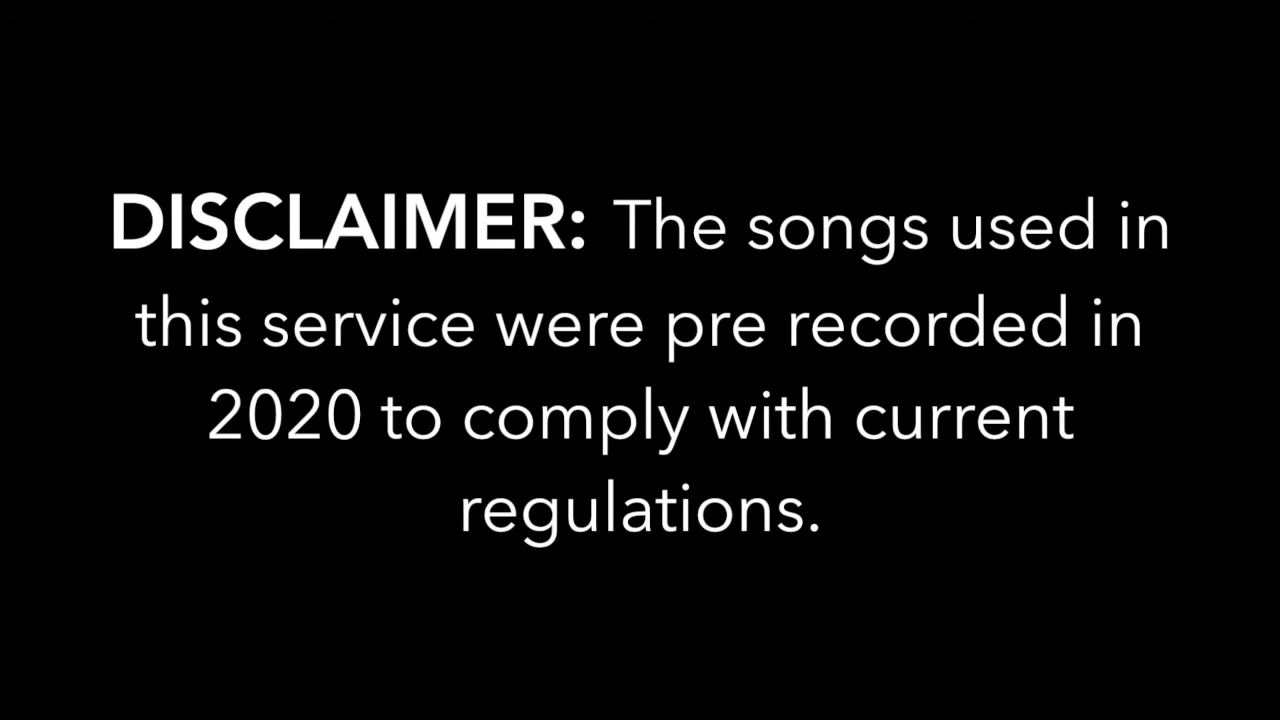 DISCLAIMER: The songs used in
this service were pre recorded in
2020 to comply with current
regulations.